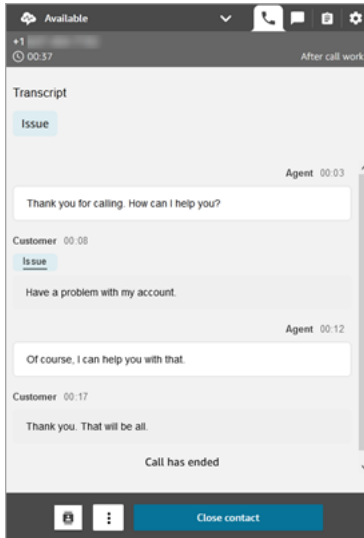 Available
+1
00:37
After call work
Transcript
Issue
Agent 00:03
Thank you for calling. How can I help you?
Customer 00:08
Issue
Have a problem with my account.
Agent 00:12
Of course, I can help you with that.
Customer 00:17
Thank you. That will be all.
Call has ended
Close contact